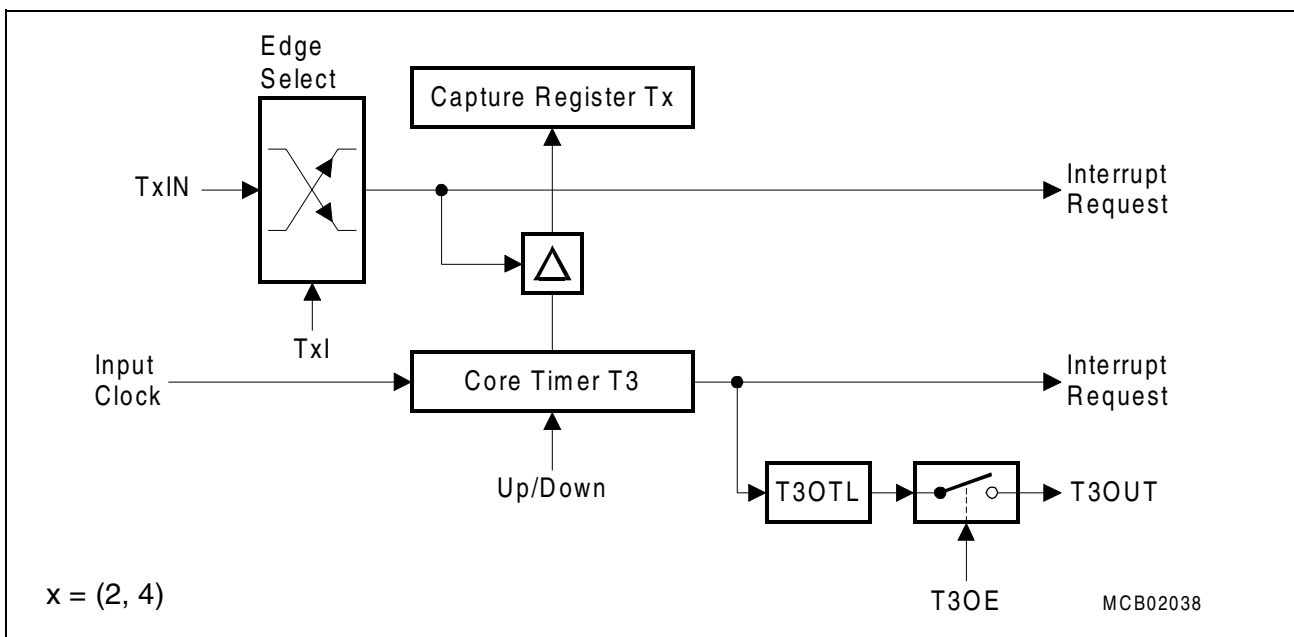 Edge
Select
Capture Register Tx
TxIN
Interrupt
Request
TxI
Input
Clock
Core Timer T3
Interrupt
Request
Up/Down
T3OTL
T3OUT
x = (2, 4)
T3OE
MCB02038